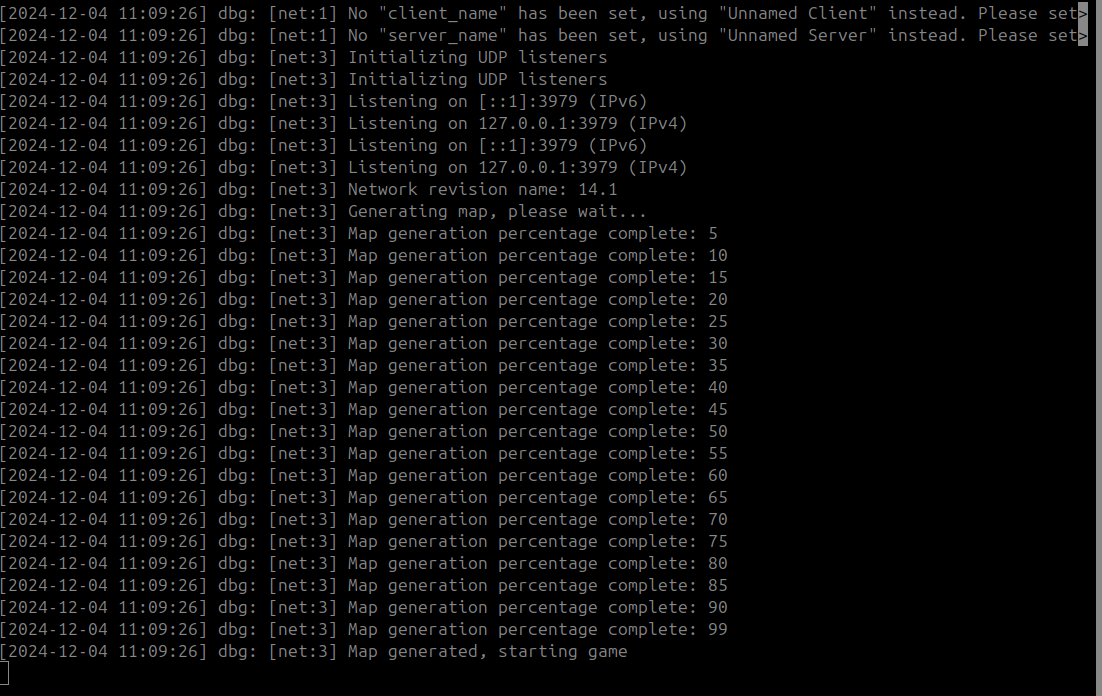 [2024-12-04 11:09:26] dbg: [net:1] No "client_name" has been set, using "Unnamed Client" instead. Please set>
[2024-12-04 11:09:26] dbg: [net:1] No "server_name" has been set, using "Unnamed Server" instead. Please set>
[2024-12-04 11:09:26] dbg: [net:3] Initializing UDP listeners
[2024-12-04 11:09:26] dbg: [net:3] Initializing UDP listeners
[2024-12-04 11:09:26] dbg: [net:3] Listening on [::1]:3979 (IPv6)
[2024-12-04 11:09:26] dbg: [net:3] Listening on 127.0.0.1:3979 (IPv4)
[2024-12-04 11:09:26] dbg: [net:3] Listening on [::1]:3979 (IPv6)
[2024-12-04 11:09:26] dbg: [net:3] Listening on 127.0.0.1:3979 (IPv4)
[2024-12-04 11:09:26] dbg: [net:3] Network revision name: 14.1
[2024-12-04 11:09:26] dbg: [net:3] Generating map, please wait...
[2024-12-04 11:09:26] dbg: [net:3] Map generation percentage complete: 5
[2024-12-04 11:09:26] dbg: [net:3] Map generation percentage complete: 10
[2024-12-04 11:09:26] dbg: [net:3] Map generation percentage complete: 15
[2024-12-04 11:09:26] dbg: [net:3] Map generation percentage complete: 20
[2024-12-04 11:09:26] dbg: [net:3] Map generation percentage complete: 25
[2024-12-04 11:09:26] dbg: [net:3] Map generation percentage complete: 30
[2024-12-04 11:09:26] dbg: [net:3] Map generation percentage complete: 35
[2024-12-04 11:09:26] dbg: [net:3] Map generation percentage complete: 40
[2024-12-04 11:09:26] dbg: [net:3] Map generation percentage complete: 45
[2024-12-04 11:09:26] dbg: [net:3] Map generation percentage complete: 50
[2024-12-04 11:09:26] dbg: [net:3] Map generation percentage complete: 55
[2024-12-04 11:09:26] dbg: [net:3] Map generation percentage complete: 60
[2024-12-04 11:09:26] dbg: [net:3] Map generation percentage complete: 65
[2024-12-04 11:09:26] dbg: [net:3] Map generation percentage complete: 70
[2024-12-04 11:09:26] dbg: [net:3] Map generation percentage complete: 75
[2024-12-04 11:09:26] dbg: [net:3] Map generation percentage complete: 80
[2024-12-04 11:09:26] dbg: [net:3] Map generation percentage complete: 85
[2024-12-04 11:09:26] dbg: [net:3] Map generation percentage complete: 90
[2024-12-04 11:09:26] dbg: [net:3] Map generation percentage complete: 99
[2024-12-04 11:09:26] dbg: [net:3] Map generated, starting game